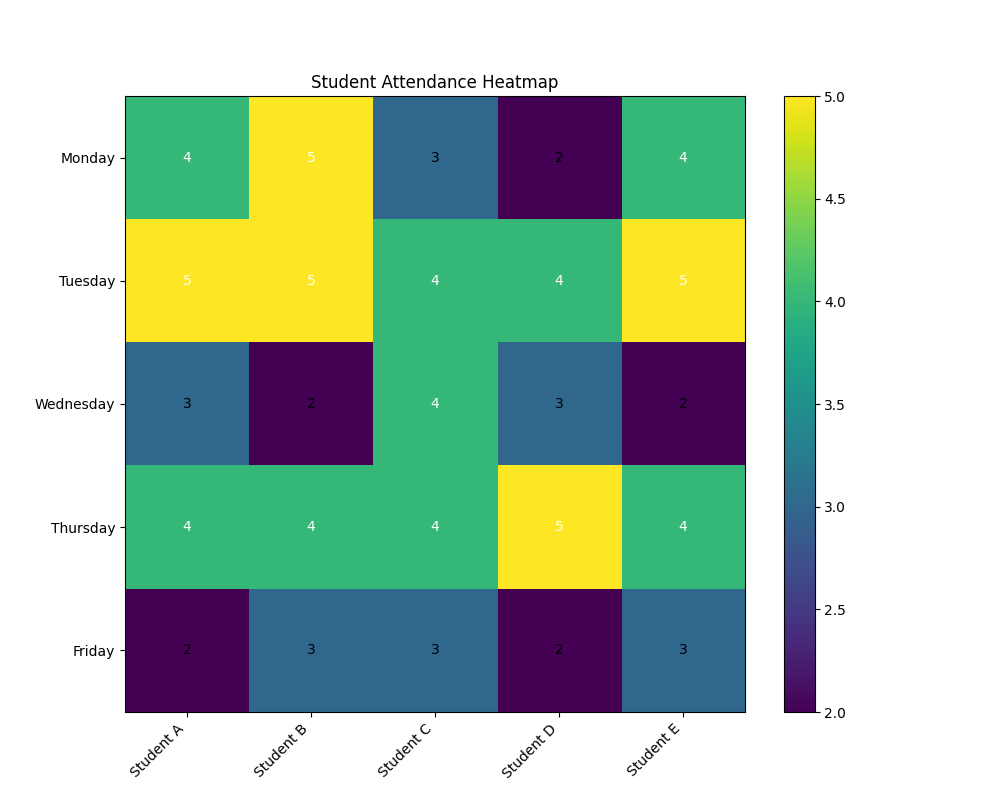 Student Attendance Heatmap
5.0
Monday 4 5 3 2 4
4.5
Tuesday 5 5 4 4 5
4.0
3.5
Wednesday 3 2 4 3 2
3.0
Thursday 4 4 4 5 4
2.5
Friday 2 3 3 2 3
2.0
Student A Student B Student C Student D Student E